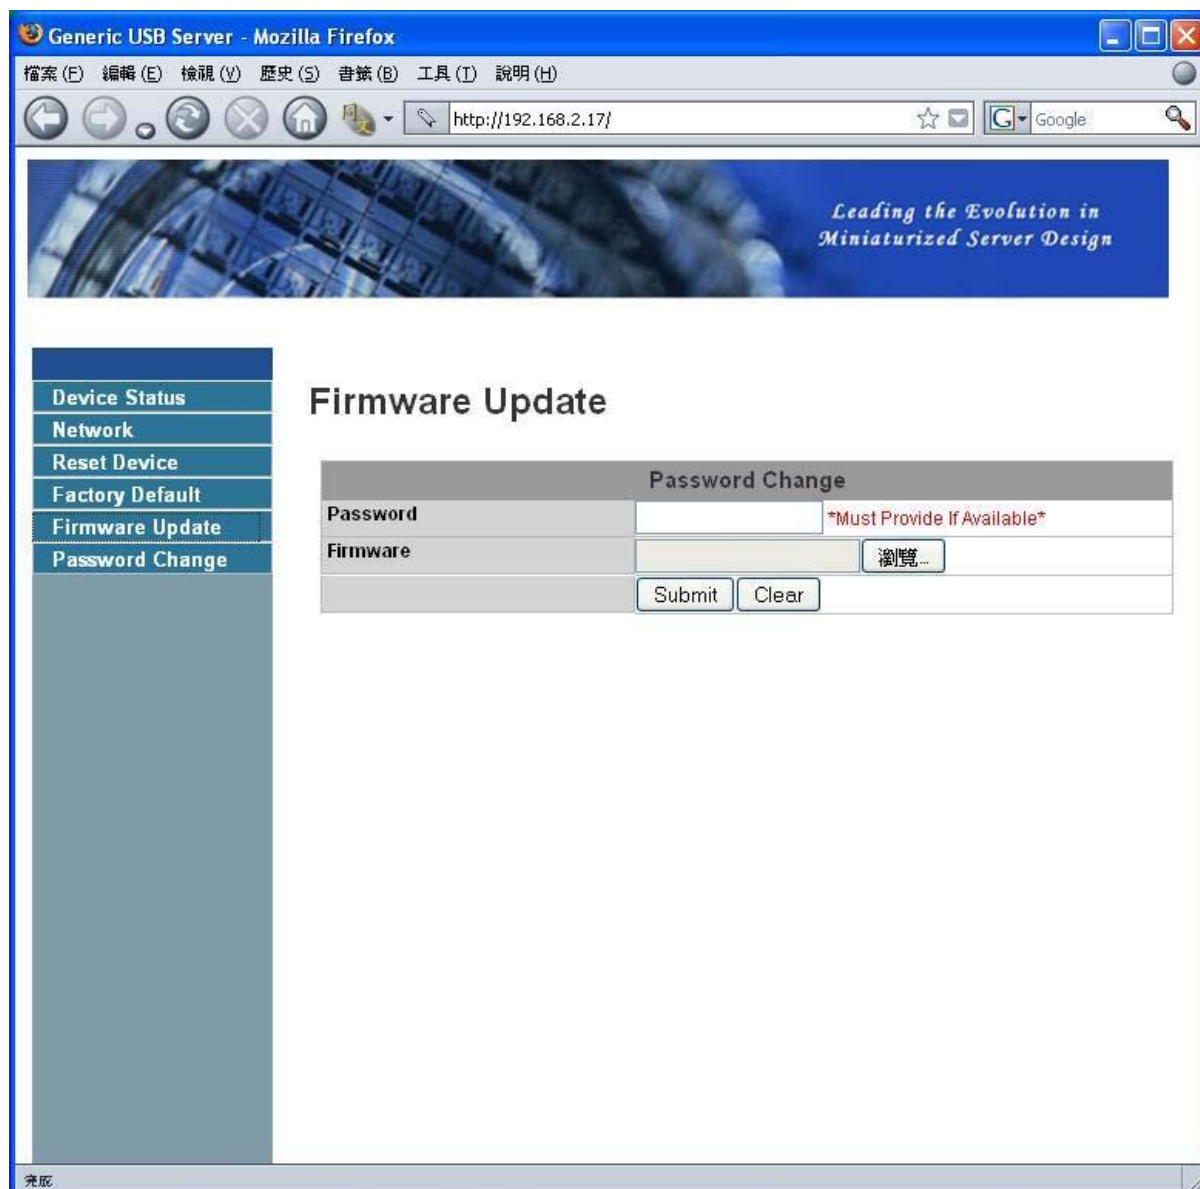 Generic USB Server - Mozilla Firefox
檔案(F) 編輯(E) 檢視(V) 歷史(S) 書籤(B) 工具(T) 說明(H)
http://192.168.2.17/ G Google
Leading the Evolution in
Miniaturized Server Design
Device Status
Network
Reset Device
Factory Default
Firmware Update
Password Change
Firmware Update
Password Change
Password *Must Provide If Available*
Firmware 瀏覽...
Submit Clear
完成